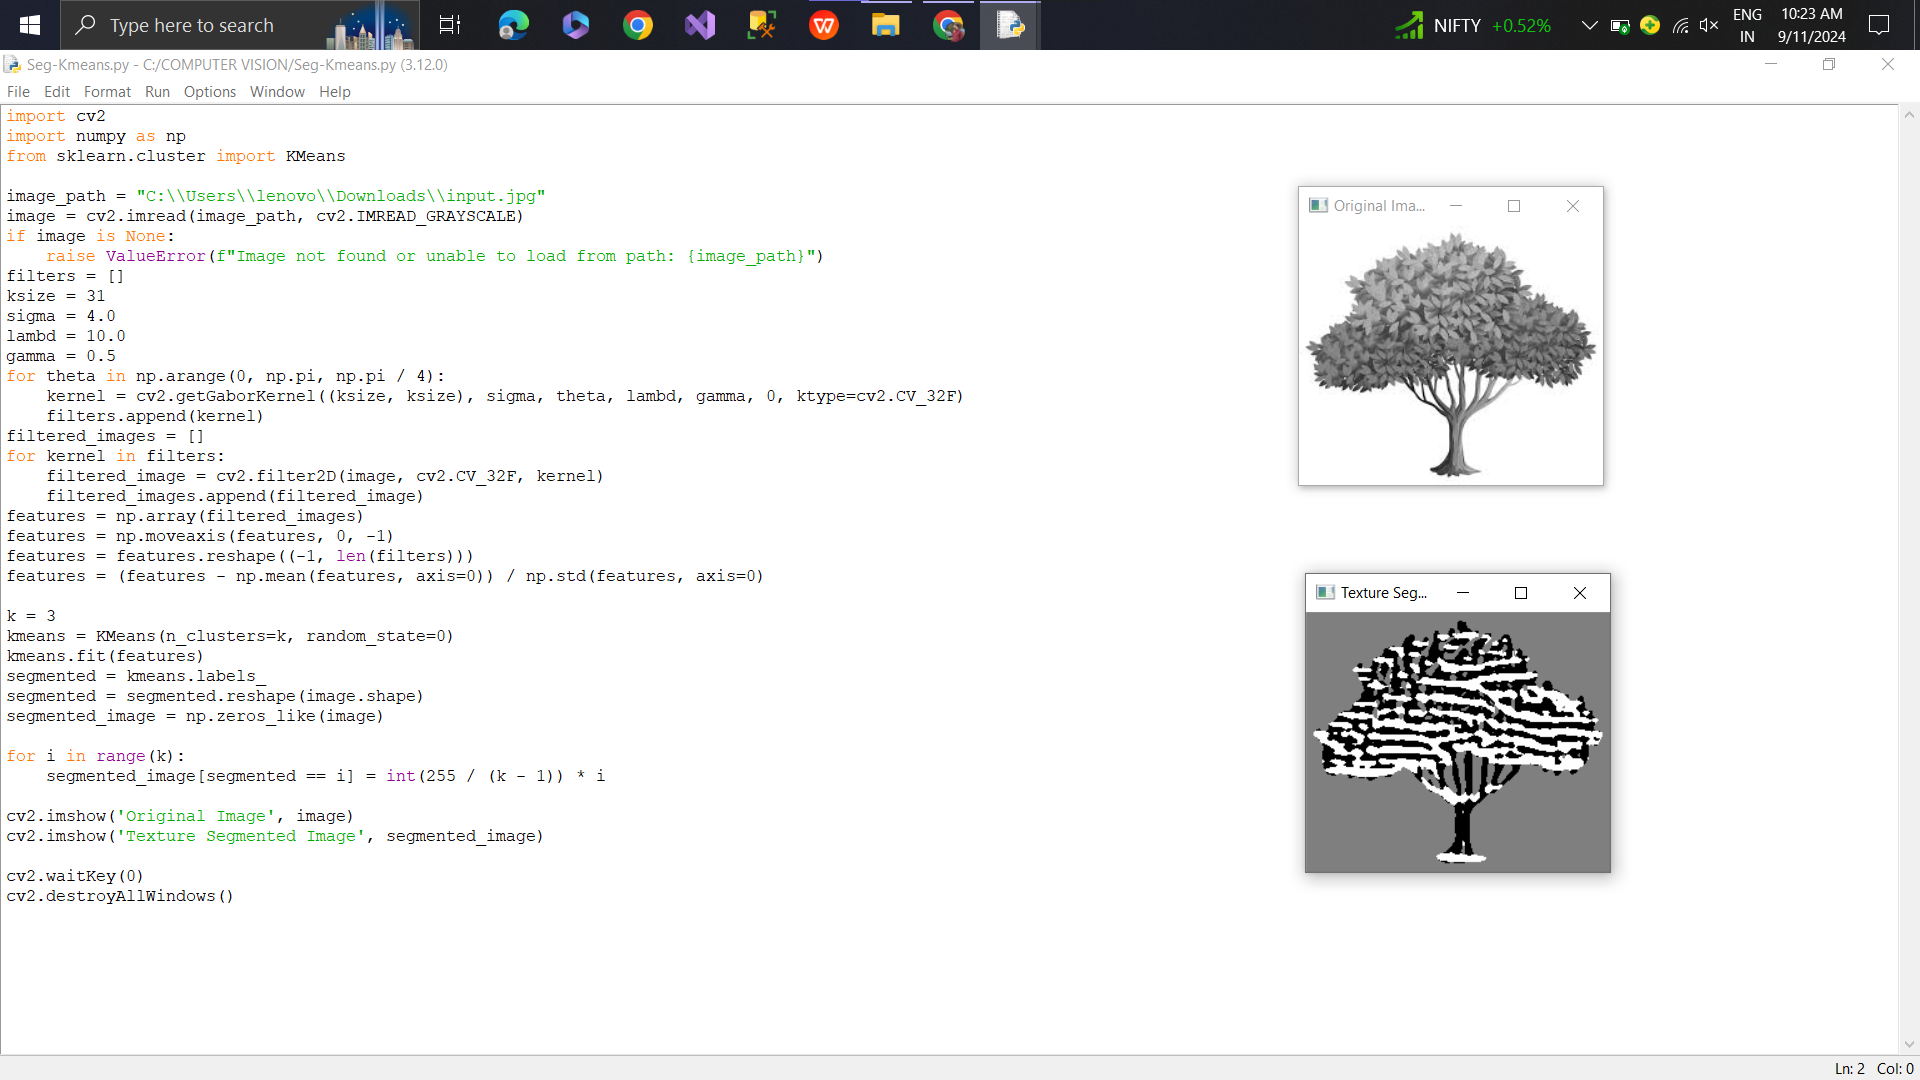 Type here to search
NIFTY +0.52%
ENG
IN
10:23 AM
9/11/2024
Seg-Kmeans.py - C:/COMPUTER VISION/Seg-Kmeans.py (3.12.0)
File Edit Format Run Options Window Help
import cv2
import numpy as np
from sklearn.cluster import KMeans
image_path = "C:\\Users\\lenovo\\Downloads\\input.jpg"
image = cv2.imread(image_path, cv2.IMREAD_GRAYSCALE)
if image is None:
    raise ValueError(f"Image not found or unable to load from path: {image_path}")
filters = []
ksize = 31
sigma = 4.0
lambd = 10.0
gamma = 0.5
for theta in np.arange(0, np.pi, np.pi / 4):
    kernel = cv2.getGaborKernel((ksize, ksize), sigma, theta, lambd, gamma, 0, ktype=cv2.CV_32F)
    filters.append(kernel)
filtered_images = []
for kernel in filters:
    filtered_image = cv2.filter2D(image, cv2.CV_32F, kernel)
    filtered_images.append(filtered_image)
features = np.array(filtered_images)
features = np.moveaxis(features, 0, -1)
features = features.reshape((-1, len(filters)))
features = (features - np.mean(features, axis=0)) / np.std(features, axis=0)
k = 3
kmeans = KMeans(n_clusters=k, random_state=0)
kmeans.fit(features)
segmented = kmeans.labels_
segmented = segmented.reshape(image.shape)
segmented_image = np.zeros_like(image)
for i in range(k):
    segmented_image[segmented == i] = int(255 / (k - 1)) * i
cv2.imshow('Original Image', image)
cv2.imshow('Texture Segmented Image', segmented_image)
cv2.waitKey(0)
cv2.destroyAllWindows()
Original Ima...
Texture Seg...
Ln: 2 Col: 0